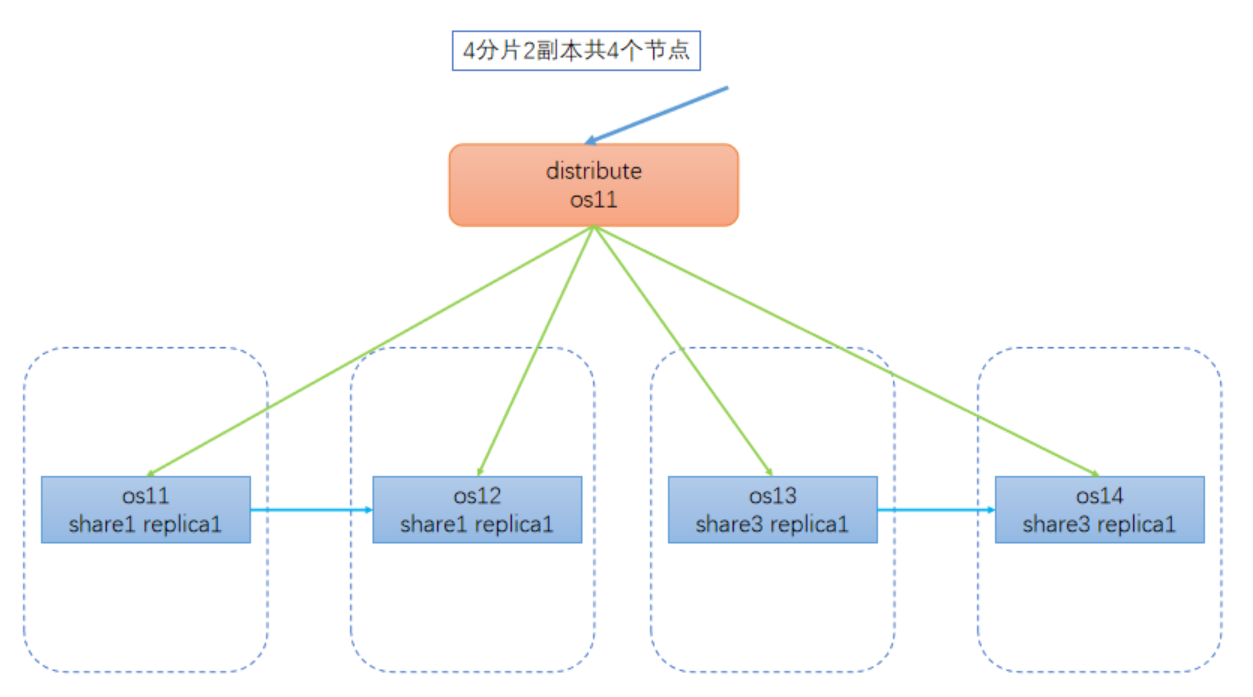 4分片2副本共4个节点
distribute
os11
os11
share1 replica1
os12
share1 replica1
os13
share3 replica1
os14
share3 replica1